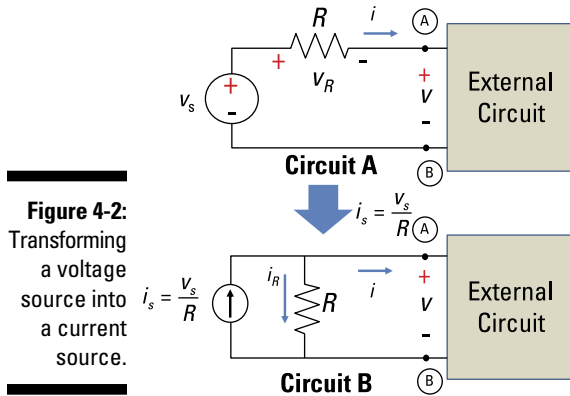 R
i
A
+
v_R
-
+
v_s
+
-
v
-
External
Circuit
B
Circuit A
i_s = v_s/R
Figure 4-2:
Transforming
a voltage
source into
a current
source.
i_s = v_s/R
i_R
R
i
A
+
v
-
External
Circuit
B
Circuit B